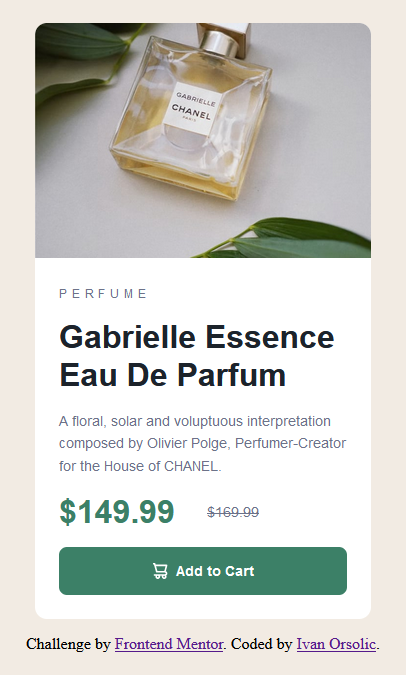 GABRIELLE
CHANEL
PARIS
PERFUME
Gabrielle Essence
Eau De Parfum
A floral, solar and voluptuous interpretation
composed by Olivier Polge, Perfumer-Creator
for the House of CHANEL.
$149.99 $169.99
Add to Cart
Challenge by Frontend Mentor. Coded by Ivan Orsolic.